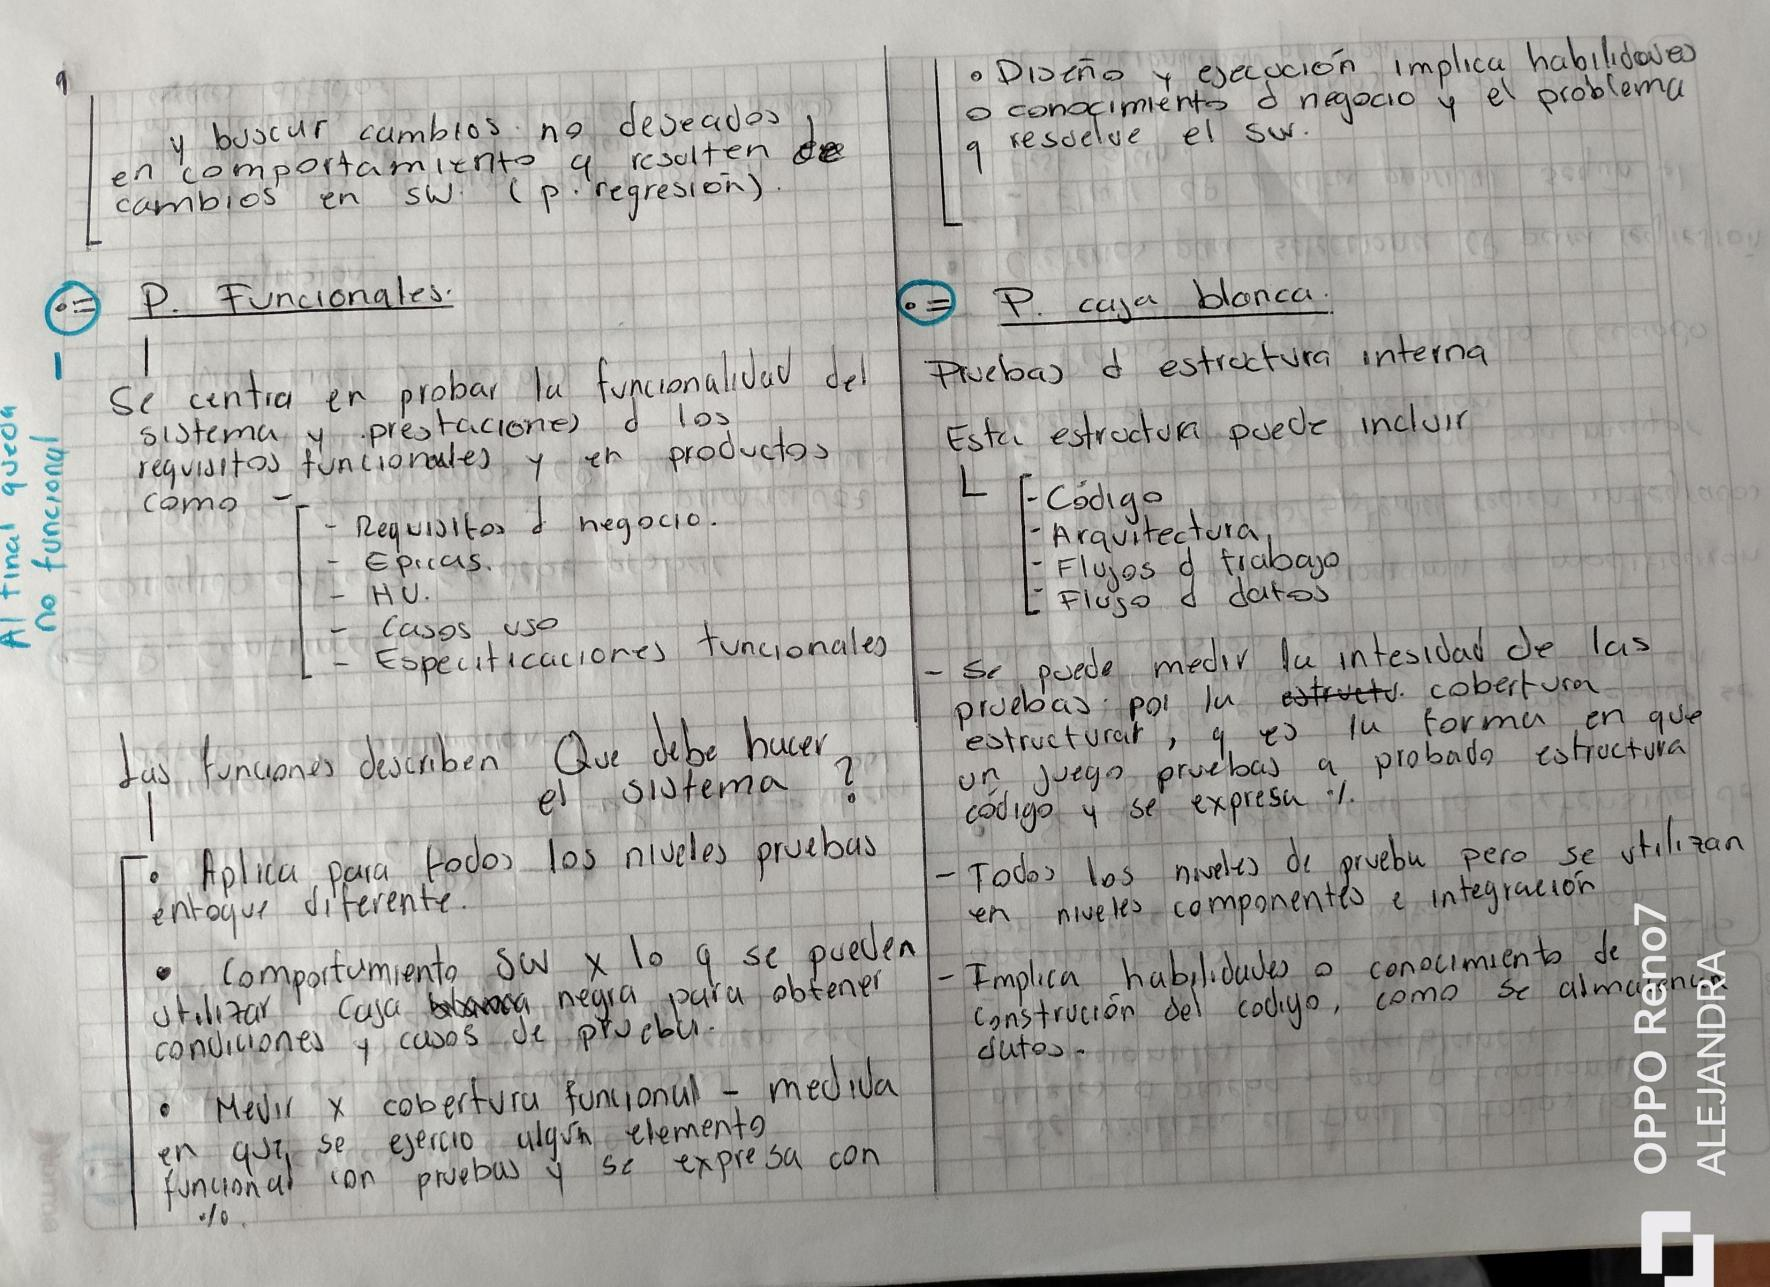 y buscar cambios no deseados
en comportamiento q resulten de
cambios en sw. (p. regresión).
P. Funcionales.
Se centra en probar la funcionalidad del
sistema y prestaciones d los
requisitos funcionales y en productos
como -
- Requisitos d negocio.
- Epicas.
- HU.
- Casos uso
- Especificaciones funcionales
Las funciones describen Que debe hacer
el sistema ?
• Aplica para todos los niveles pruebas
enfoque diferente.
• Comportamiento SW x lo q se pueden
utilizar Caja negra para obtener
condiciones y casos de prueba.
• Medir x cobertura funcional - medida
en que se ejercio algún elemento
funcional con pruebas y se expresa con
%.
Al final queda
no funcional
• Diseño y ejecución implica habilidades
o conocimiento d negocio y el problema
q resuelve el sw.
P. caja blanca.
Pruebas d estructura interna
Esta estructura puede incluir
- Código
- Arquitectura
- Flujos d trabajo
- Flujo d datos
- Se puede medir la intesidad de las
pruebas por la estructu. cobertura
estructurar, q es la forma en que
un juego pruebas a probado estructura
código y se expresa %.
- Todos los niveles de prueba pero se utilizan
en niveles componentes e integración
- Implica habilidades o conocimiento de
construcción del codigo, como se almacenan
datos.
OPPO Reno7
ALEJANDRA